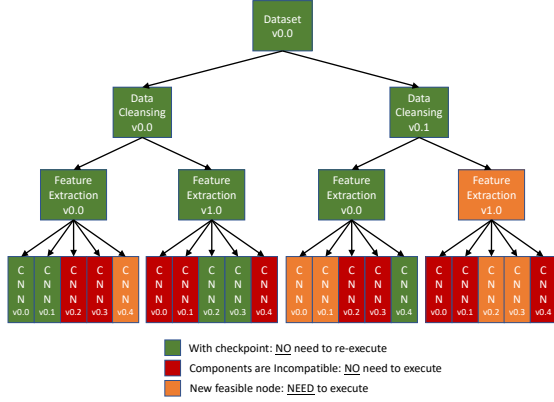 Dataset
v0.0
Data
Cleansing
v0.0
Data
Cleansing
v0.1
Feature
Extraction
v0.0
Feature
Extraction
v1.0
Feature
Extraction
v0.0
Feature
Extraction
v1.0
C C C C C
N N N N N
N N N N N
v0.0 v0.1 v0.2 v0.3 v0.4
C C C C C
N N N N N
N N N N N
v0.0 v0.1 v0.2 v0.3 v0.4
C C C C C
N N N N N
N N N N N
v0.0 v0.1 v0.2 v0.3 v0.4
C C C C C
N N N N N
N N N N N
v0.0 v0.1 v0.2 v0.3 v0.4
With checkpoint: NO need to re-execute
Components are Incompatible: NO need to execute
New feasible node: NEED to execute